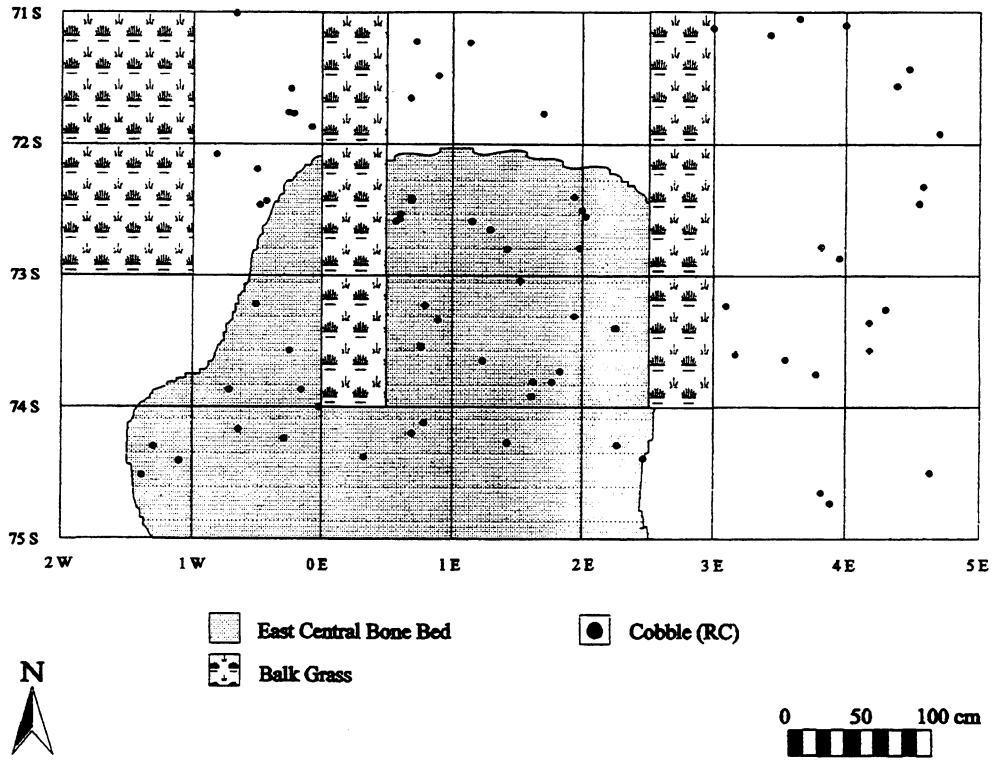 71 S
72 S
73 S
74 S
75 S
2 W 1 W 0 E 1 E 2 E 3 E 4 E 5 E
East Central Bone Bed
Cobble (RC)
Balk Grass
N
0 50 100 cm